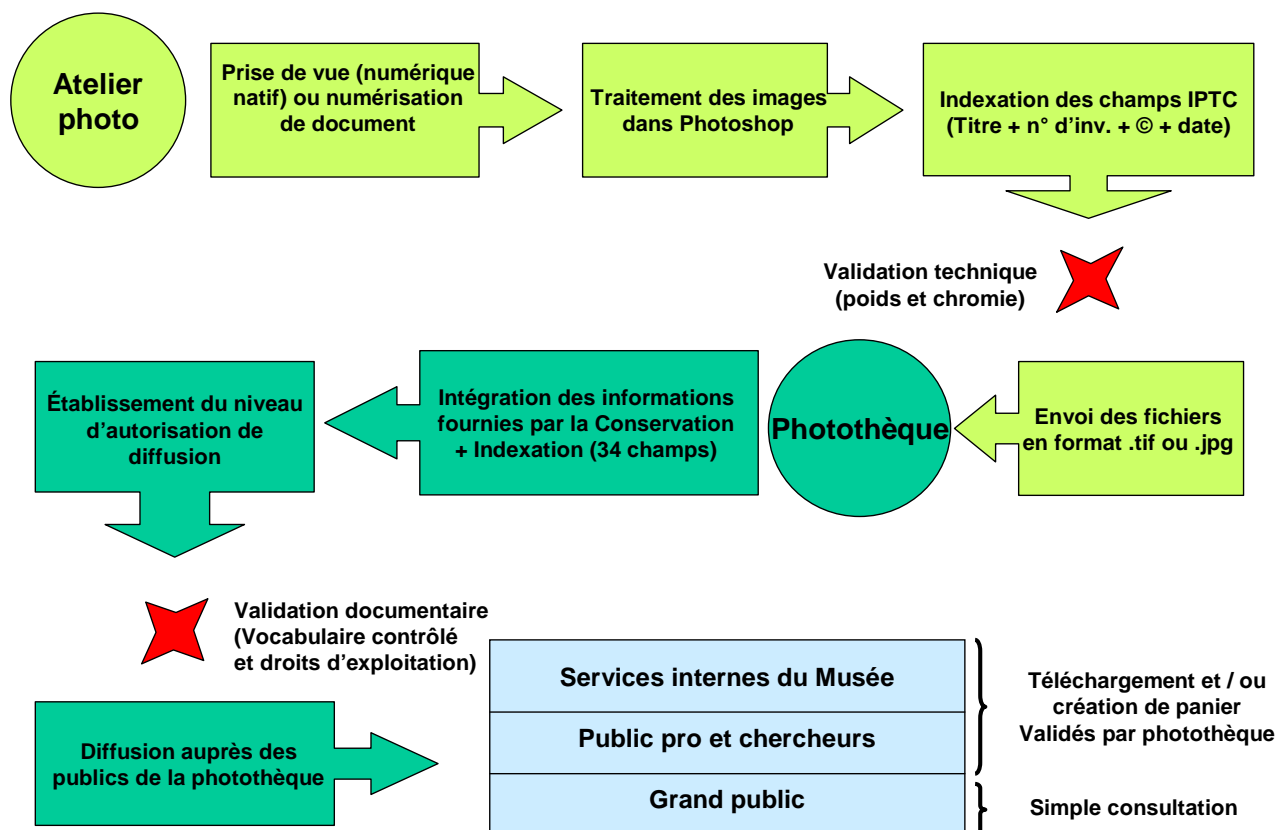 Atelier
photo
Prise de vue (numérique
natif) ou numérisation
de document
Traitement des images
dans Photoshop
Indexation des champs IPTC
(Titre + n° d'inv. + © + date)
Validation technique
(poids et chromie)
Envoi des fichiers
en format .tif ou .jpg
Photothèque
Intégration des informations
fournies par la Conservation
+ Indexation (34 champs)
Établissement du niveau
d'autorisation de
diffusion
Validation documentaire
(Vocabulaire contrôlé
et droits d'exploitation)
Diffusion auprès des
publics de la photothèque
Services internes du Musée
Public pro et chercheurs
Grand public
Téléchargement et / ou
création de panier
Validés par photothèque
Simple consultation